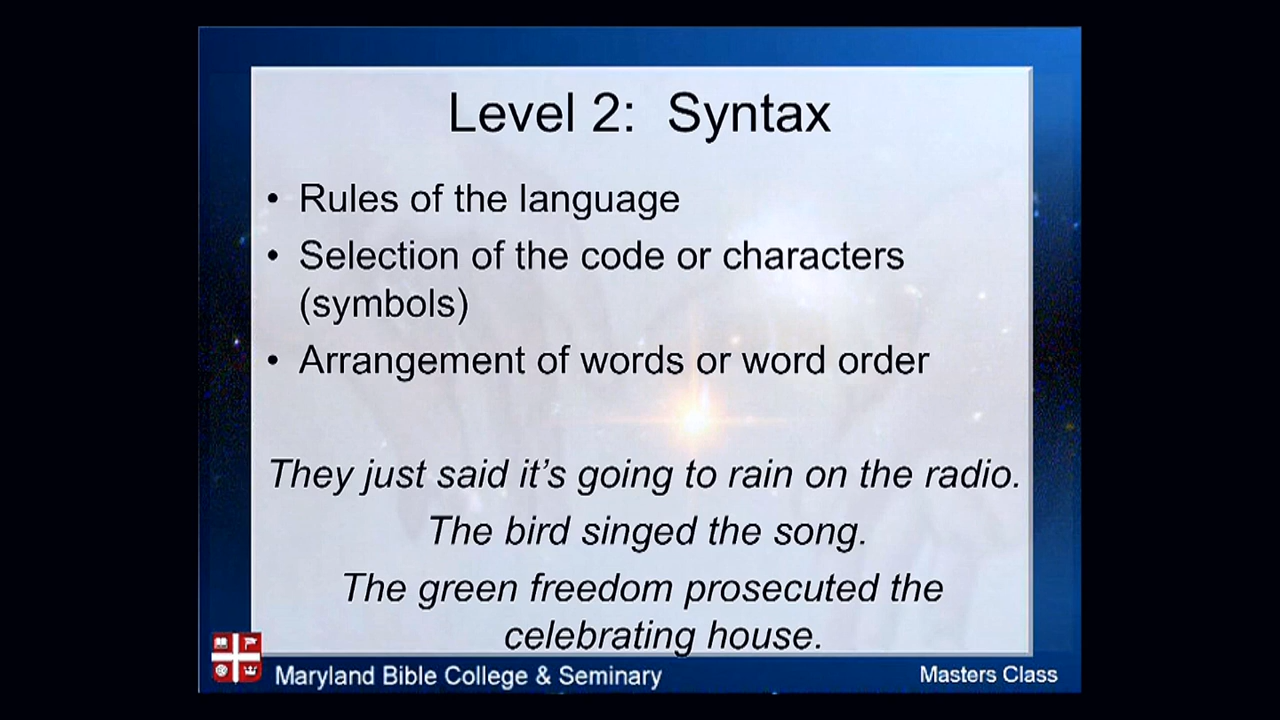 Level 2: Syntax
• Rules of the language
• Selection of the code or characters
(symbols)
• Arrangement of words or word order
They just said it’s going to rain on the radio.
The bird singed the song.
The green freedom prosecuted the
celebrating house.
Maryland Bible College & Seminary
Masters Class